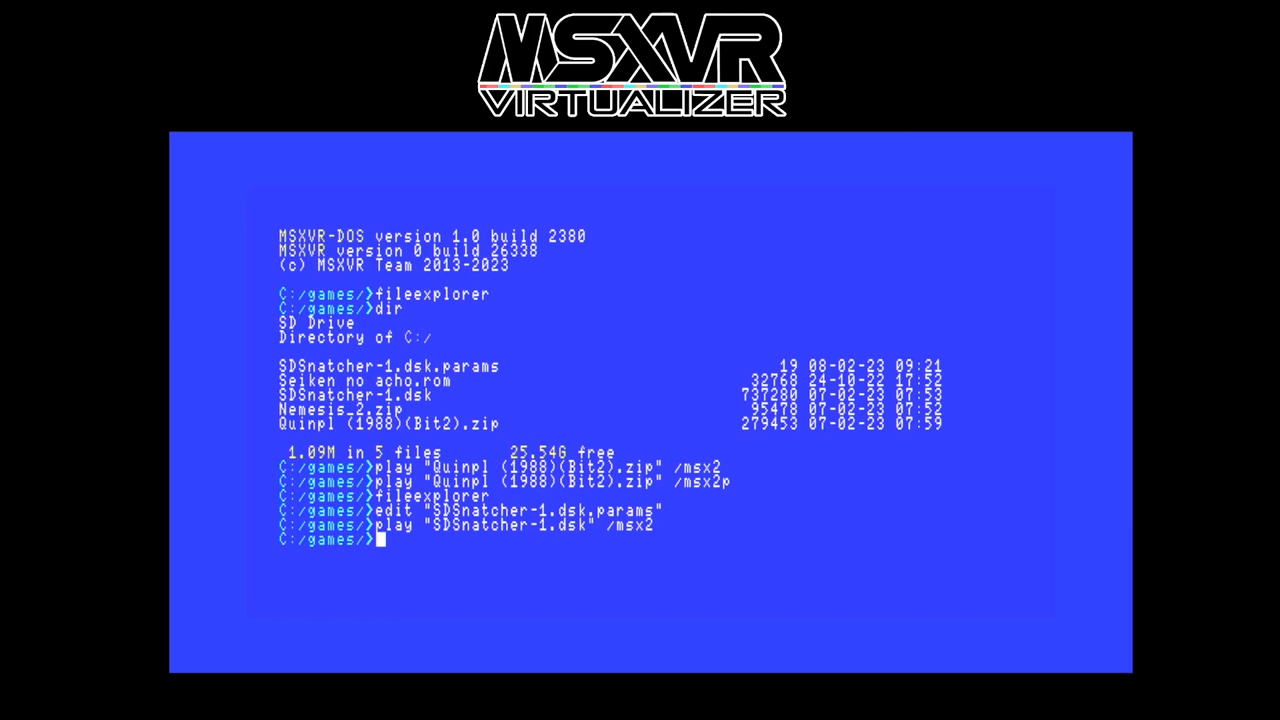 MSXVR
VIRTUALIZER
MSXVR-DOS version 1.0 build 2380
MSXVR version 0 build 26338
(c) MSXVR Team 2013-2023
C:/games/>fileexplorer
C:/games/>dir
SD Drive
Directory of C:/
SDSnatcher-1.dsk.params 19 08-02-23 09:21
Seiken no acho.rom 32768 24-10-22 17:52
SDSnatcher-1.dsk 737280 07-02-23 07:53
Nemesis_2.zip 95478 07-02-23 07:52
Quinpl (1988)(Bit2).zip 279453 07-02-23 07:59
1.09M in 5 files 25.54G free
C:/games/>play "Quinpl (1988)(Bit2).zip" /msx2
C:/games/>play "Quinpl (1988)(Bit2).zip" /msx2p
C:/games/>fileexplorer
C:/games/>edit "SDSnatcher-1.dsk.params"
C:/games/>play "SDSnatcher-1.dsk" /msx2
C:/games/>